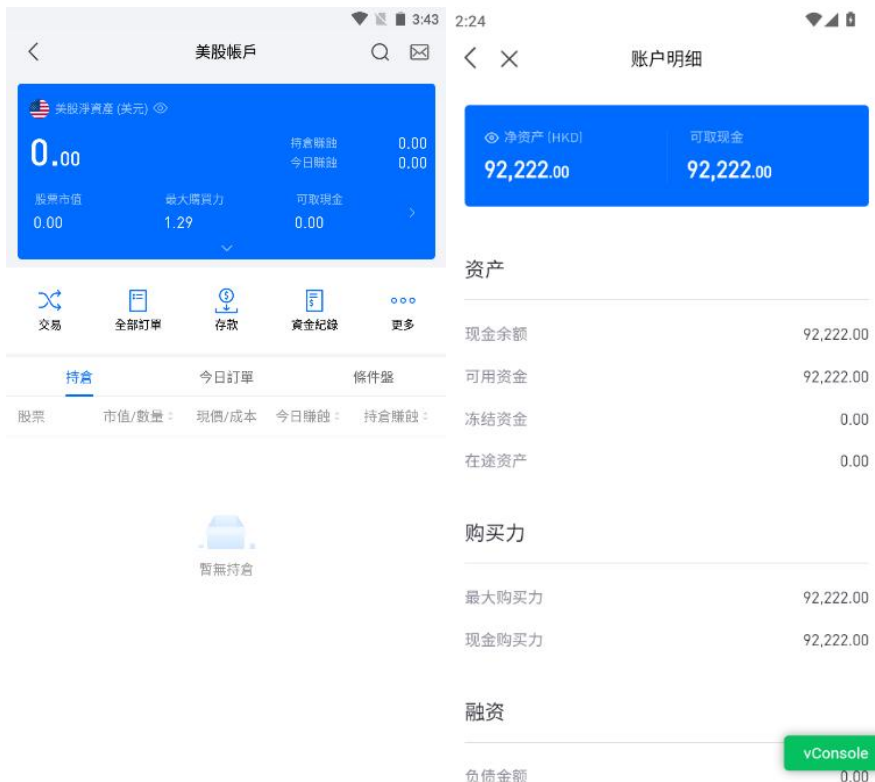 3:43
美股帳戶
美股淨資產 (美元)
0.00
持倉賺蝕 0.00
今日賺蝕 0.00
股票市值 最大購買力 可取現金
0.00 1.29 0.00
交易 全部訂單 存款 資金紀錄 更多
持倉 今日訂單 條件盤
股票 市值/數量 現價/成本 今日賺蝕 持倉賺蝕
暫無持倉
2:24
账户明细
净资产 (HKD) 可取现金
92,222.00 92,222.00
资产
现金余额 92,222.00
可用资金 92,222.00
冻结资金 0.00
在途资产 0.00
购买力
最大购买力 92,222.00
现金购买力 92,222.00
融资
vConsole
负债金额 0.00